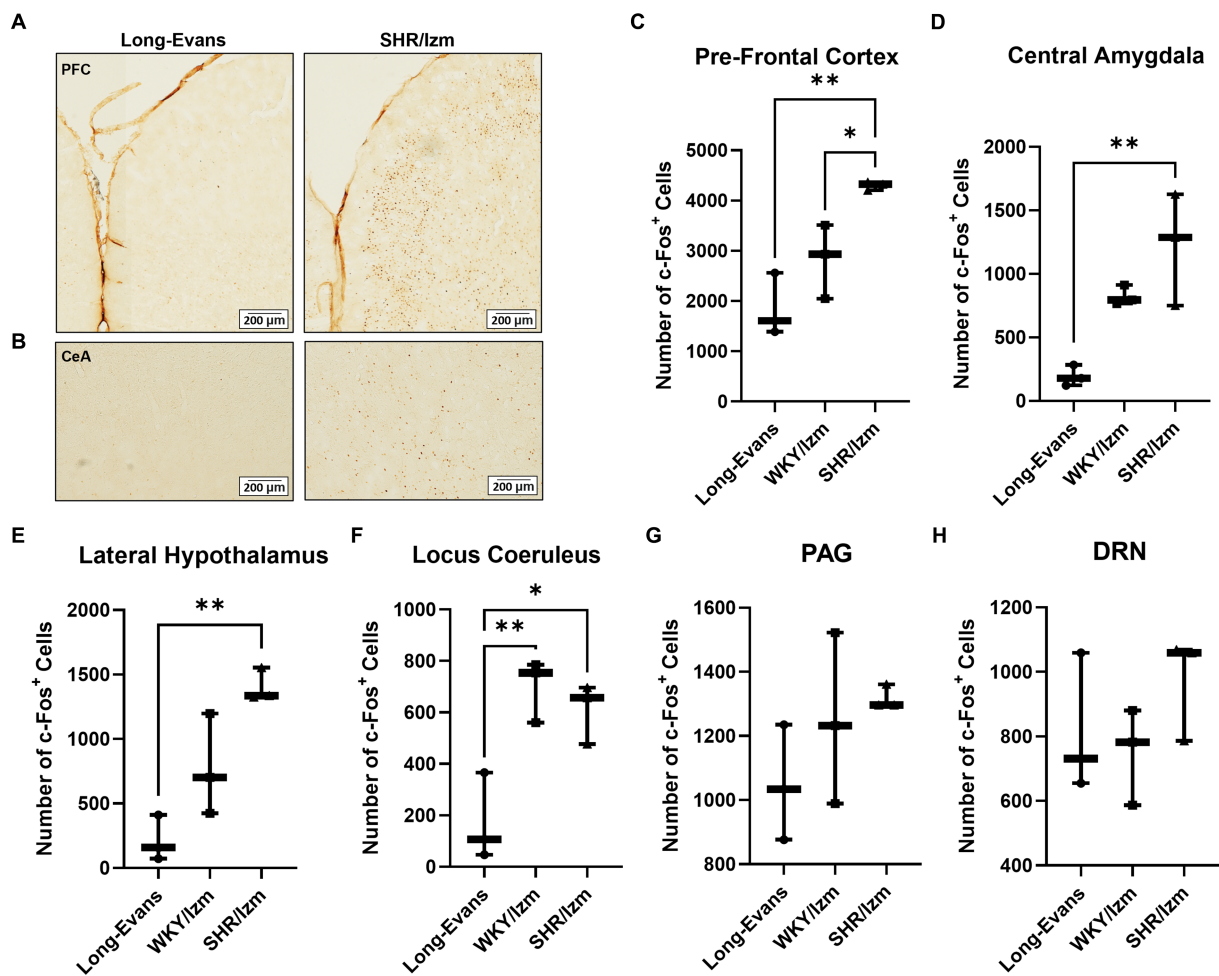 A
Long-Evans
SHR/Izm
PFC
200 µm
200 µm
B
CeA
200 µm
200 µm
C
Pre-Frontal Cortex
**
*
Number of c-Fos+ Cells
5000
4000
3000
2000
1000
0
Long-Evans
WKY/Izm
SHR/Izm
D
Central Amygdala
**
Number of c-Fos+ Cells
2000
1500
1000
500
0
Long-Evans
WKY/Izm
SHR/Izm
E
Lateral Hypothalamus
**
Number of c-Fos+ Cells
2000
1500
1000
500
0
Long-Evans
WKY/Izm
SHR/Izm
F
Locus Coeruleus
*
**
Number of c-Fos+ Cells
1000
800
600
400
200
0
Long-Evans
WKY/Izm
SHR/Izm
G
PAG
Number of c-Fos+ Cells
1600
1400
1200
1000
800
Long-Evans
WKY/Izm
SHR/Izm
H
DRN
Number of c-Fos+ Cells
1200
1000
800
600
400
Long-Evans
WKY/Izm
SHR/Izm